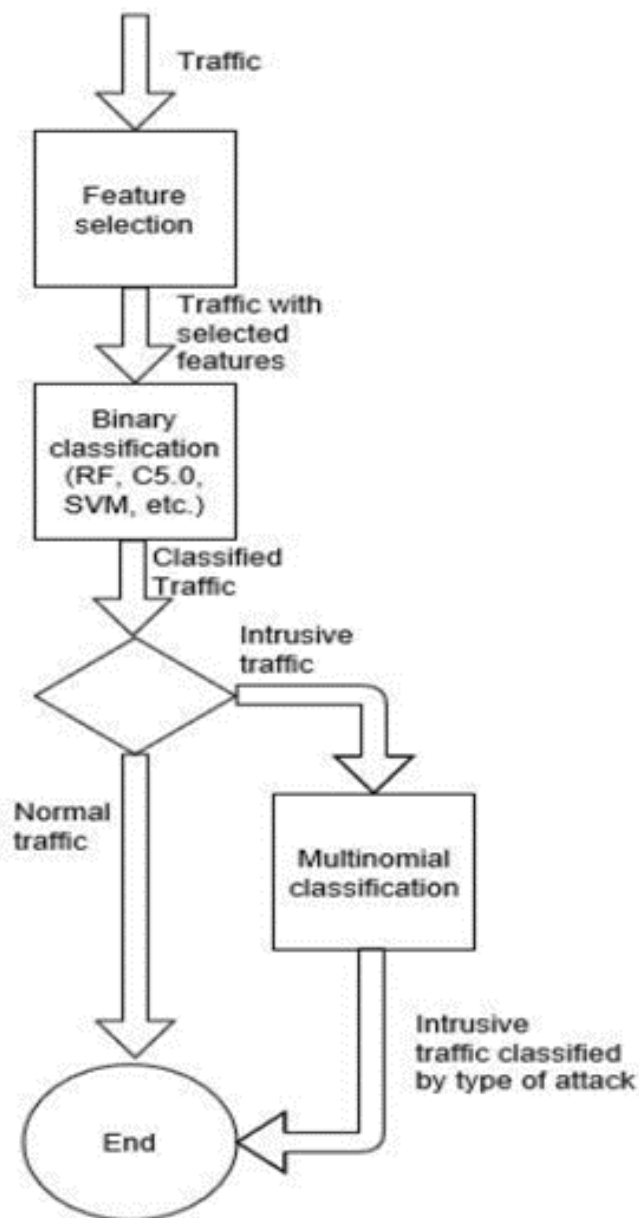 Traffic
Feature
selection
Traffic with
selected
features
Binary
classification
(RF, C5.0,
SVM, etc.)
Classified
Traffic
Intrusive
traffic
Normal
traffic
Multinomial
classification
Intrusive
traffic classified
by type of attack
End